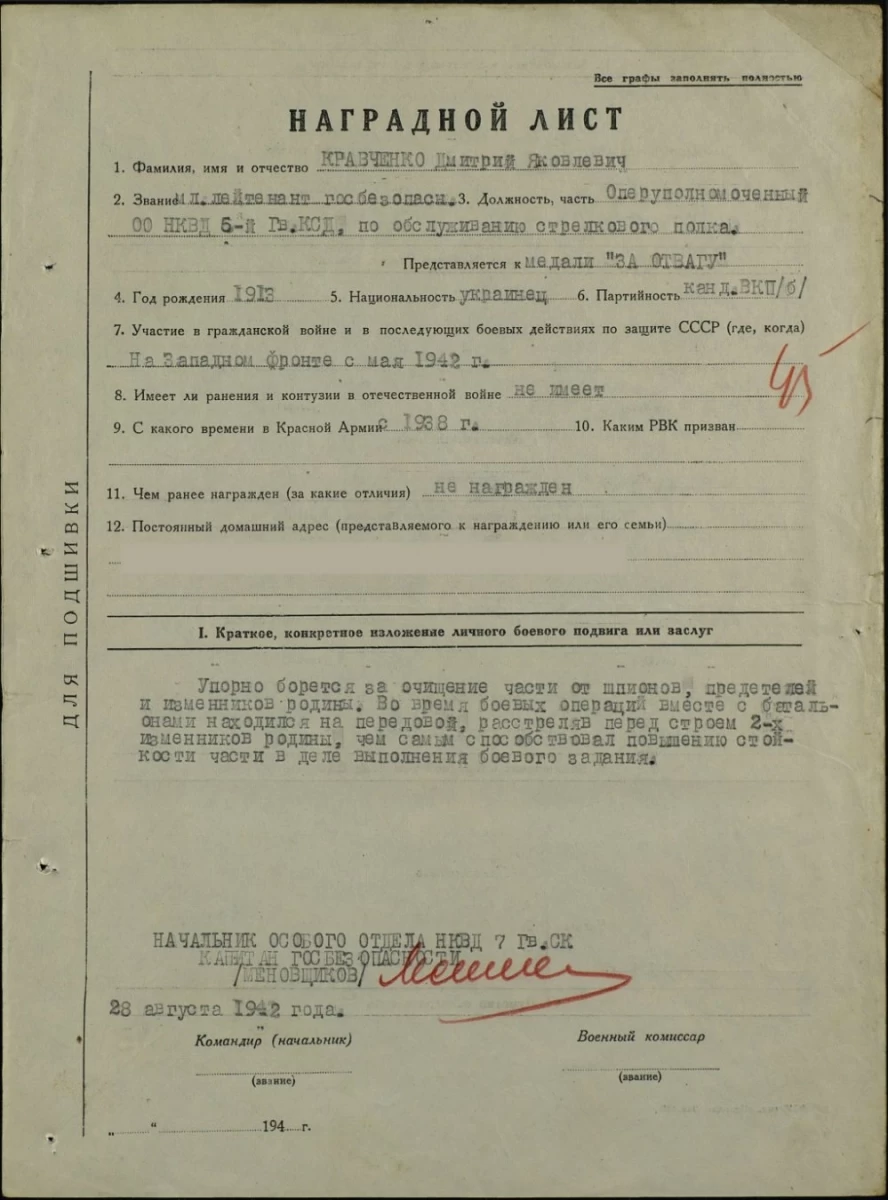 Все графы заполнять полностью
НАГРАДНОЙ ЛИСТ
1. Фамилия, имя и отчество КРАВЧЕНКО Дмитрий Яковлевич
2. Звание мл.лейтенант госбезопасн. 3. Должность, часть Оперуполномоченный
ОО НКВД 5-й Гв.КСД, по обслуживанию стрелкового полка.
Представляется к медали "ЗА ОТВАГУ"
4. Год рождения 1913 5. Национальность украинец 6. Партийность канд.ВКП/б/
7. Участие в гражданской войне и в последующих боевых действиях по защите СССР (где, когда)
На Западном фронте с мая 1942 г.
45
8. Имеет ли ранения и контузии в отечественной войне не имеет
9. С какого времени в Красной Армии с 1938 г. 10. Каким РВК призван
11. Чем ранее награжден (за какие отличия) не награжден
12. Постоянный домашний адрес (представляемого к награждению или его семьи)
ДЛЯ ПОДШИВКИ
I. Краткое, конкретное изложение личного боевого подвига или заслуг
Упорно борется за очищение части от шпионов, предетелей
и изменников родины. Во время боевых операций вместе с баталь-
онами находился на передовой, расстреляв перед строем 2-х
изменников родины, чем самым способствовал повышению стой-
кости части в деле выполнения боевого задания.
НАЧАЛЬНИК ОСОБОГО ОТДЕЛА НКВД 7 Гв.СК
КАПИТАН ГОСБЕЗОПАСНОСТИ
/МЕНОВЩИКОВ/
28 августа 1942 года.
Командир (начальник) Военный комиссар
(звание) (звание)
„ “ 194 г.